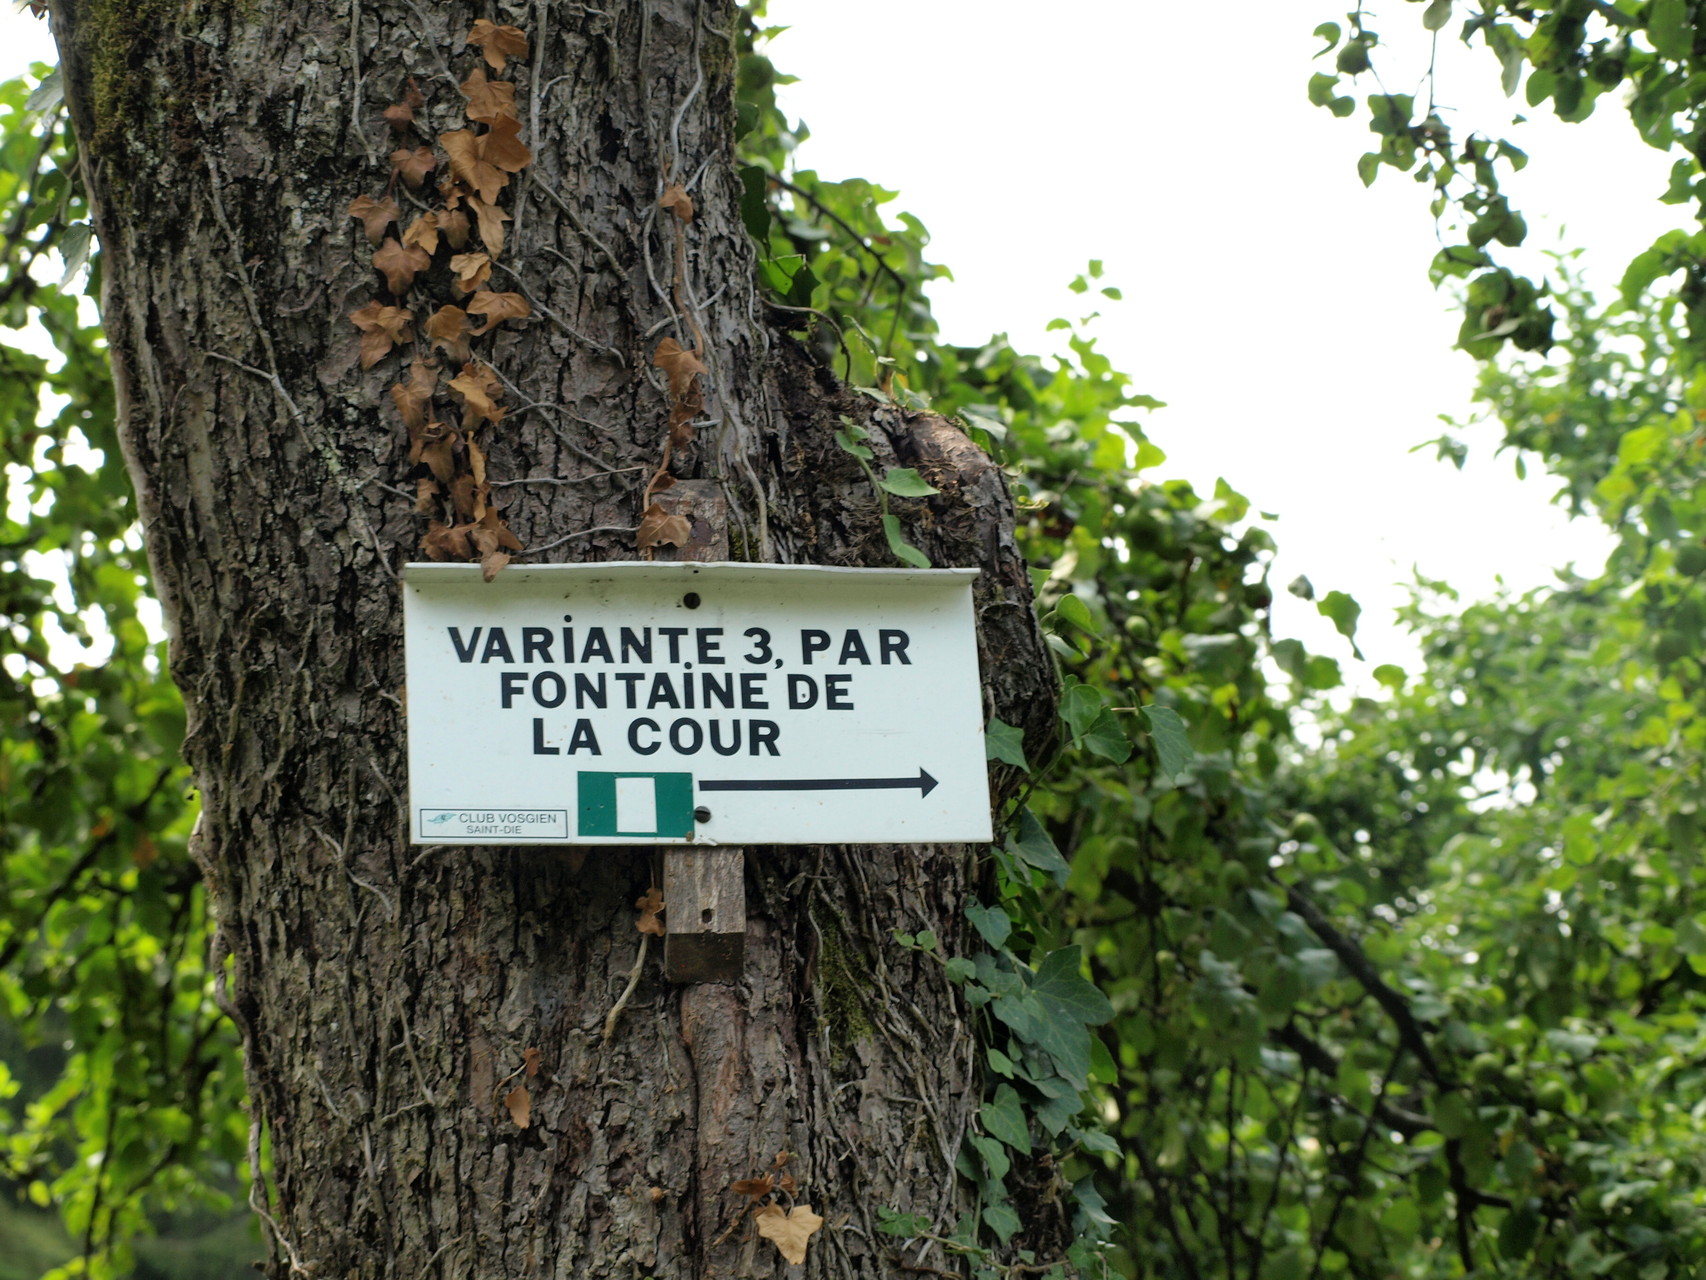 VARiANTE 3, PAR
FONTAiNE DE
LA COUR
CLUB VOSGIEN
SAINT-DIE